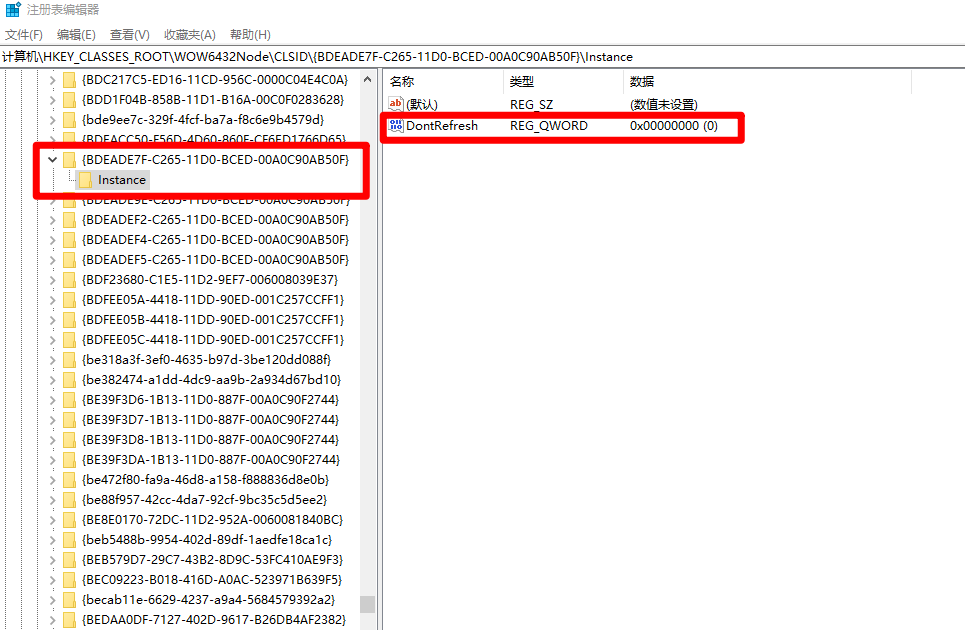 注册表编辑器
文件(F) 编辑(E) 查看(V) 收藏夹(A) 帮助(H)
计算机\HKEY_CLASSES_ROOT\WOW6432Node\CLSID\{BDEADE7F-C265-11D0-BCED-00A0C90AB50F}\Instance
{BDC217C5-ED16-11CD-956C-0000C04E4C0A}
{BDD1F04B-858B-11D1-B16A-00C0F0283628}
{bde9ee7c-329f-4fcf-ba7a-f8c6e9b4579d}
{BDEACC50-F56D-4D60-860F-CF6ED1766D65}
{BDEADE7F-C265-11D0-BCED-00A0C90AB50F}
Instance
{BDEADE9E-C265-11D0-BCED-00A0C90AB50F}
{BDEADEF2-C265-11D0-BCED-00A0C90AB50F}
{BDEADEF4-C265-11D0-BCED-00A0C90AB50F}
{BDEADEF5-C265-11D0-BCED-00A0C90AB50F}
{BDF23680-C1E5-11D2-9EF7-006008039E37}
{BDFEE05A-4418-11DD-90ED-001C257CCFF1}
{BDFEE05B-4418-11DD-90ED-001C257CCFF1}
{BDFEE05C-4418-11DD-90ED-001C257CCFF1}
{be318a3f-3ef0-4635-b97d-3be120dd088f}
{be382474-a1dd-4dc9-aa9b-2a934d67bd10}
{BE39F3D6-1B13-11D0-887F-00A0C90F2744}
{BE39F3D7-1B13-11D0-887F-00A0C90F2744}
{BE39F3D8-1B13-11D0-887F-00A0C90F2744}
{BE39F3DA-1B13-11D0-887F-00A0C90F2744}
{be472f80-fa9a-46d8-a158-f888836d8e0b}
{be88f957-42cc-4da7-92cf-9bc35c5d5ee2}
{BE8E0170-72DC-11D2-952A-0060081840BC}
{beb5488b-9954-402d-89df-1aedfe18ca1c}
{BEB579D7-29C7-43B2-8D9C-53FC410AE9F3}
{BEC09223-B018-416D-A0AC-523971B639F5}
{becab11e-6629-4237-a9a4-5684579392a2}
{BEDAA0DF-7127-402D-9617-B26DB4AF2382}
名称 类型 数据
ab (默认) REG_SZ (数值未设置)
DontRefresh REG_QWORD 0x00000000 (0)